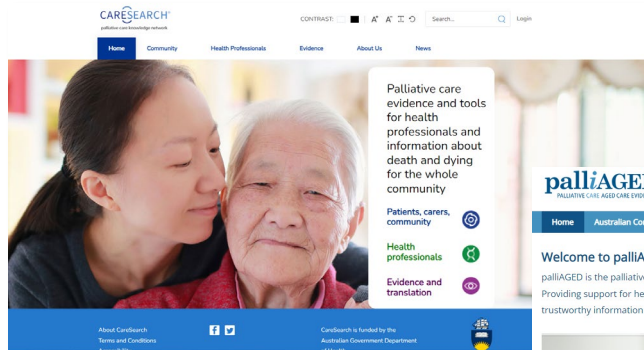 CARESEARCH
palliative care knowledge network
CONTRAST:
A A
Search...
Login
Home Community Health Professionals Evidence About Us News
Palliative care
evidence and tools
for health
professionals and
information about
death and dying
for the whole
community
Patients, carers,
community
Health
professionals
Evidence and
translation
About CareSearch
Terms and Conditions
CareSearch is funded by the
Australian Government Department
palliAGED
PALLIATIVE CARE AGED CARE
Home Australian
Welcome to palliA
palliAGED is the palliative
Providing support for he
trustworthy information